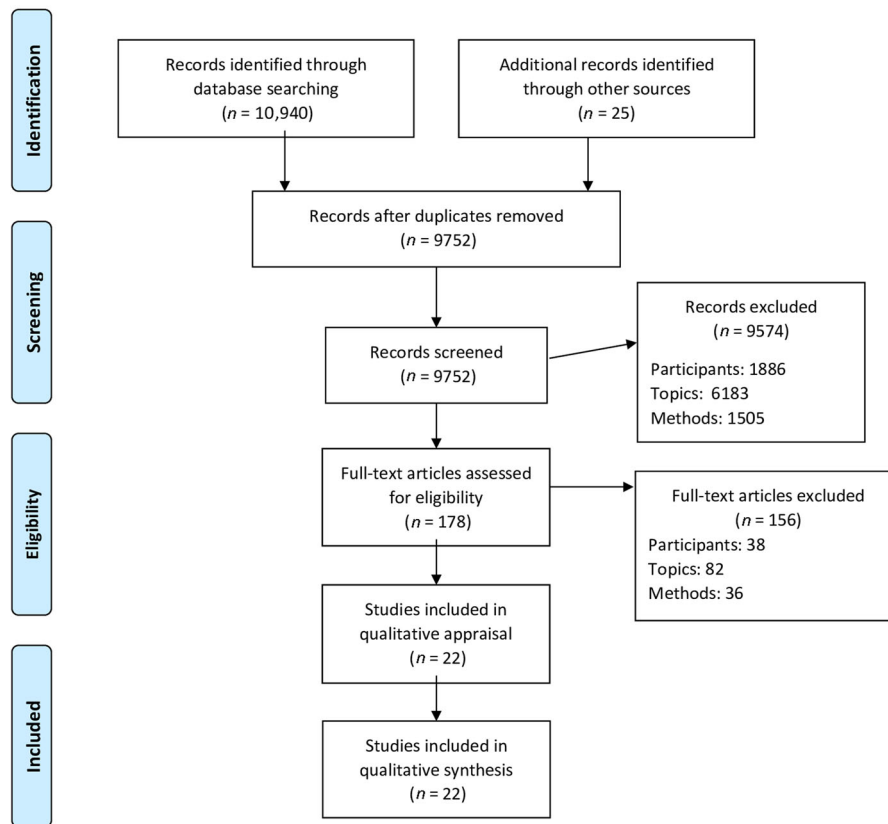 Identification
Records identified through
database searching
(n = 10,940)
Additional records identified
through other sources
(n = 25)
Records after duplicates removed
(n = 9752)
Screening
Records screened
(n = 9752)
Records excluded
(n = 9574)
Participants: 1886
Topics: 6183
Methods: 1505
Eligibility
Full-text articles assessed
for eligibility
(n = 178)
Full-text articles excluded
(n = 156)
Participants: 38
Topics: 82
Methods: 36
Studies included in
qualitative appraisal
(n = 22)
Included
Studies included in
qualitative synthesis
(n = 22)